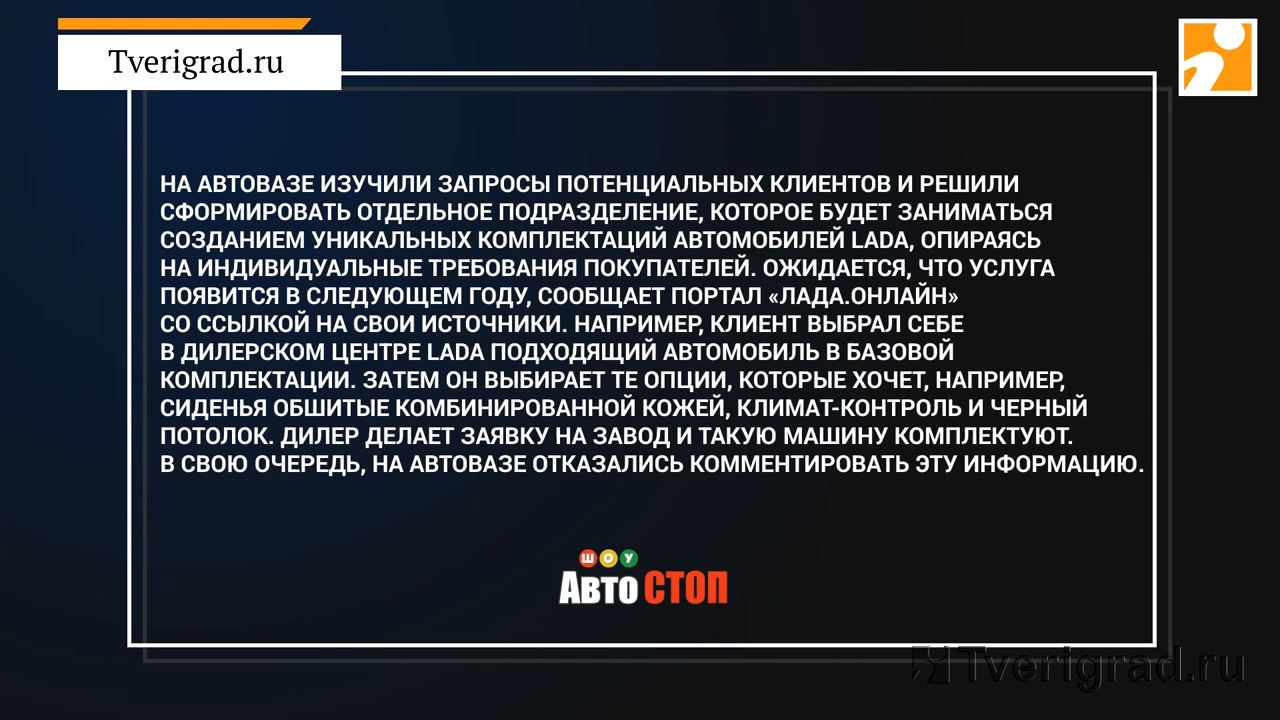 Tverigrad.ru
НА АВТОВАЗЕ ИЗУЧИЛИ ЗАПРОСЫ ПОТЕНЦИАЛЬНЫХ КЛИЕНТОВ И РЕШИЛИ
СФОРМИРОВАТЬ ОТДЕЛЬНОЕ ПОДРАЗДЕЛЕНИЕ, КОТОРОЕ БУДЕТ ЗАНИМАТЬСЯ
СОЗДАНИЕМ УНИКАЛЬНЫХ КОМПЛЕКТАЦИЙ АВТОМОБИЛЕЙ LADA, ОПИРАЯСЬ
НА ИНДИВИДУАЛЬНЫЕ ТРЕБОВАНИЯ ПОКУПАТЕЛЕЙ. ОЖИДАЕТСЯ, ЧТО УСЛУГА
ПОЯВИТСЯ В СЛЕДУЮЩЕМ ГОДУ, СООБЩАЕТ ПОРТАЛ «ЛАДА.ОНЛАЙН»
СО ССЫЛКОЙ НА СВОИ ИСТОЧНИКИ. НАПРИМЕР, КЛИЕНТ ВЫБРАЛ СЕБЕ
В ДИЛЕРСКОМ ЦЕНТРЕ LADA ПОДХОДЯЩИЙ АВТОМОБИЛЬ В БАЗОВОЙ
КОМПЛЕКТАЦИИ. ЗАТЕМ ОН ВЫБИРАЕТ ТЕ ОПЦИИ, КОТОРЫЕ ХОЧЕТ, НАПРИМЕР,
СИДЕНЬЯ ОБШИТЫЕ КОМБИНИРОВАННОЙ КОЖЕЙ, КЛИМАТ-КОНТРОЛЬ И ЧЕРНЫЙ
ПОТОЛОК. ДИЛЕР ДЕЛАЕТ ЗАЯВКУ НА ЗАВОД И ТАКУЮ МАШИНУ КОМПЛЕКТУЮТ.
В СВОЮ ОЧЕРЕДЬ, НА АВТОВАЗЕ ОТКАЗАЛИСЬ КОММЕНТИРОВАТЬ ЭТУ ИНФОРМАЦИЮ.
ШОУ
АВТО СТОП
Tverigrad.ru